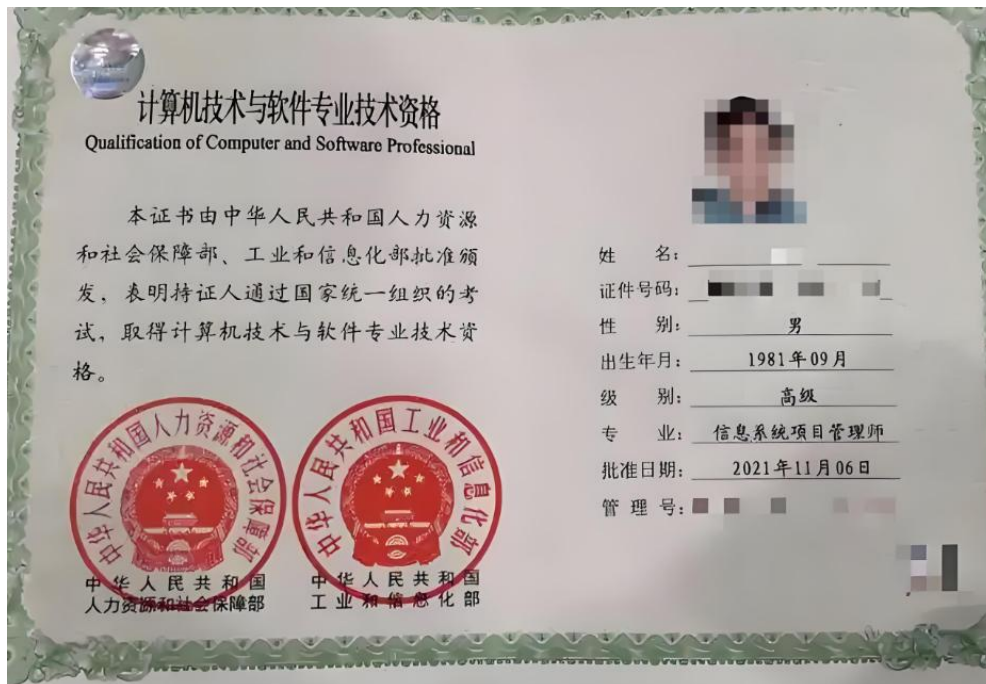 计算机技术与软件专业技术资格
Qualification of Computer and Software Professional
本证书由中华人民共和国人力资源
和社会保障部、工业和信息化部批准颁
发，表明持证人通过国家统一组织的考
试，取得计算机技术与软件专业技术资
格。
中华人民共和国人力资源和社会保障部
中华人民共和国工业和信息化部
中华人民共和国
人力资源和社会保障部
中华人民共和国
工业和信息化部
姓 名：
证件号码：
性 别： 男
出生年月： 1981年09月
级 别： 高级
专 业： 信息系统项目管理师
批准日期： 2021年11月06日
管 理 号：